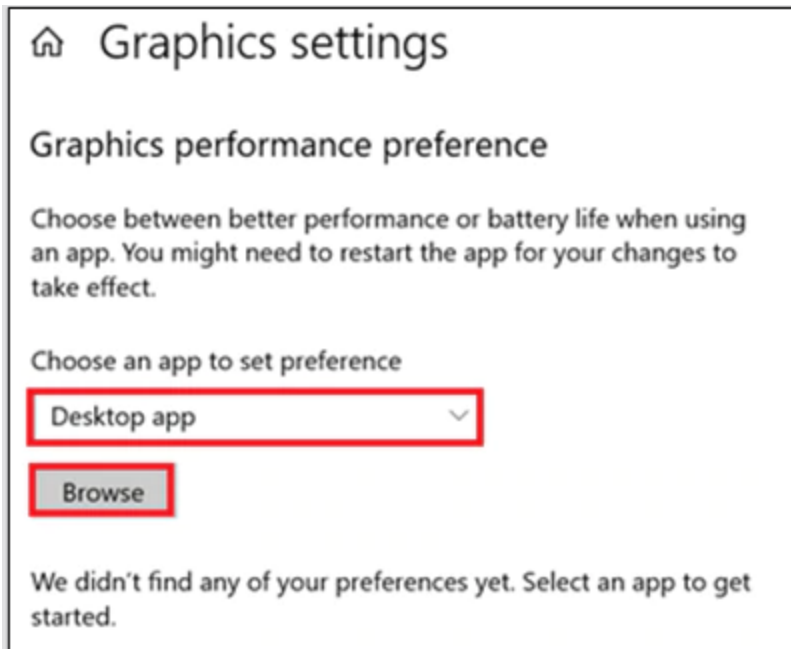 Graphics settings
Graphics performance preference
Choose between better performance or battery life when using
an app. You might need to restart the app for your changes to
take effect.
Choose an app to set preference
Desktop app
Browse
We didn't find any of your preferences yet. Select an app to get
started.